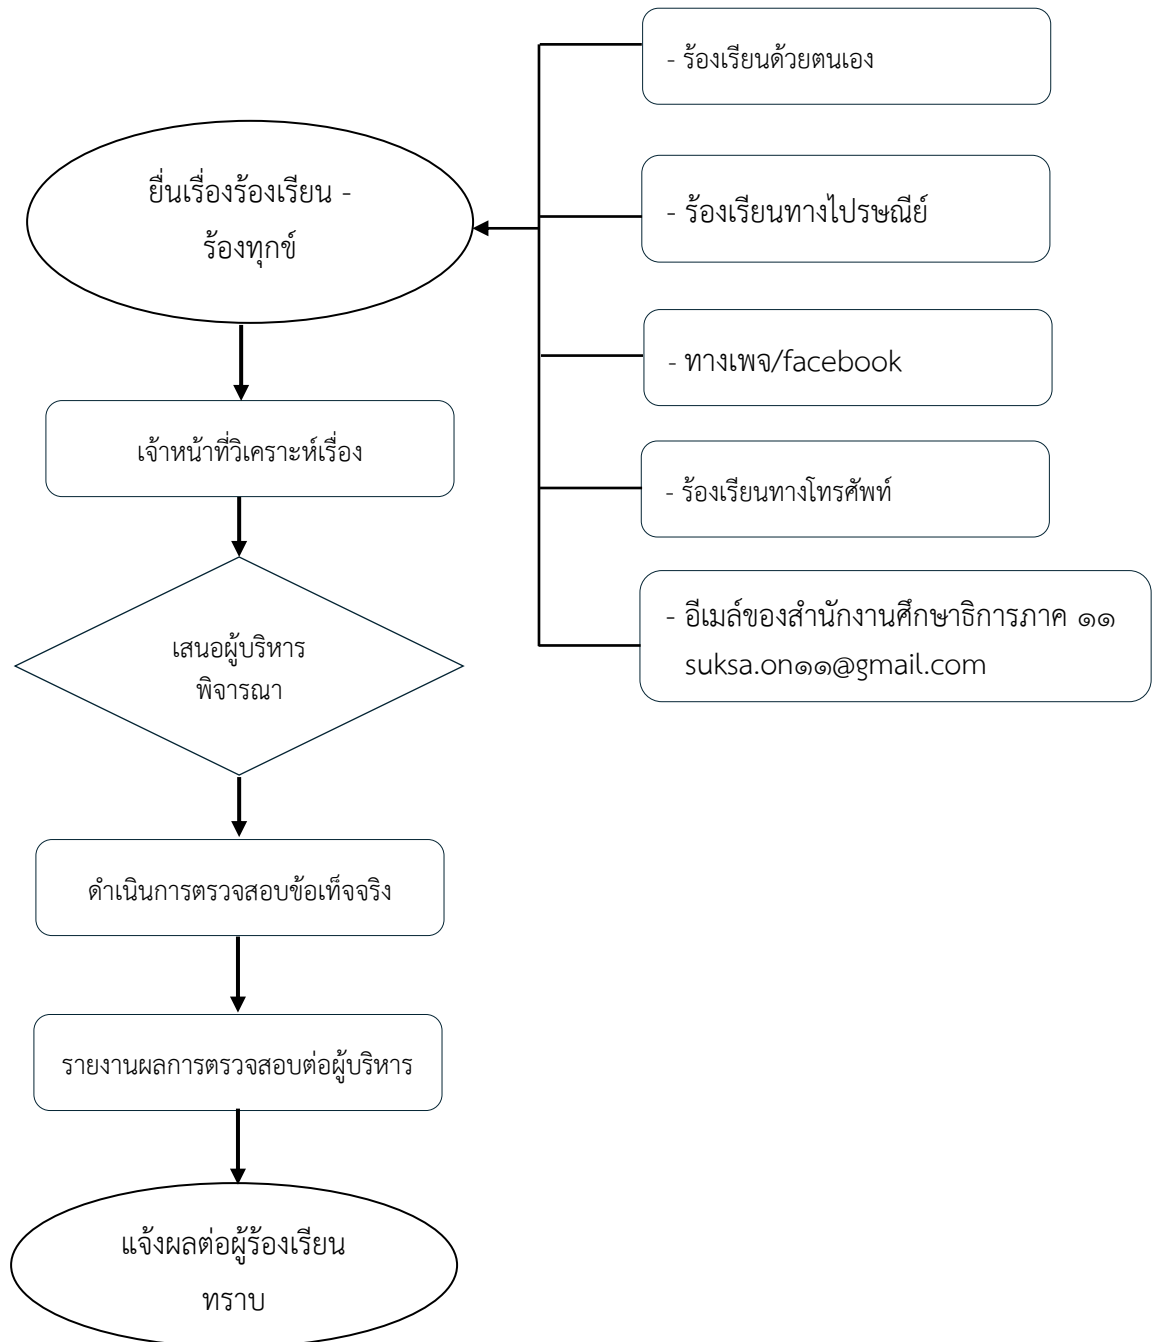 - ร้องเรียนด้วยตนเอง
ยื่นเรื่องร้องเรียน -
ร้องทุกข์
- ร้องเรียนทางไปรษณีย์
- ทางเพจ/facebook
เจ้าหน้าที่วิเคราะห์เรื่อง
- ร้องเรียนทางโทรศัพท์
- อีเมล์ของสำนักงานศึกษาธิการภาค ๑๑
suksa.on๑๑@gmail.com
เสนอผู้บริหาร
พิจารณา
ดำเนินการตรวจสอบข้อเท็จจริง
รายงานผลการตรวจสอบต่อผู้บริหาร
แจ้งผลต่อผู้ร้องเรียน
ทราบ